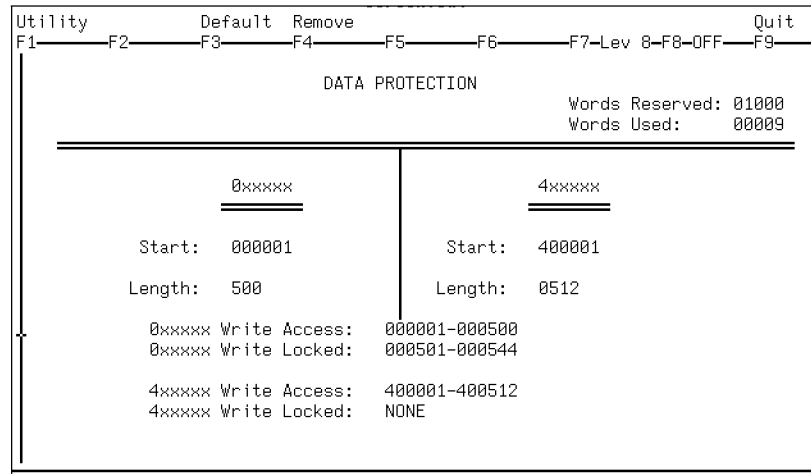 Utility Default Remove Quit
F1 F2 F3 F4 F5 F6 F7-Lev 8-F8-OFF F9
DATA PROTECTION
Words Reserved: 01000
Words Used: 00009
0xxxxx 4xxxxx
Start: 000001 Start: 400001
Length: 500 Length: 0512
0xxxxx Write Access: 000001-000500
0xxxxx Write Locked: 000501-000544
4xxxxx Write Access: 400001-400512
4xxxxx Write Locked: NONE